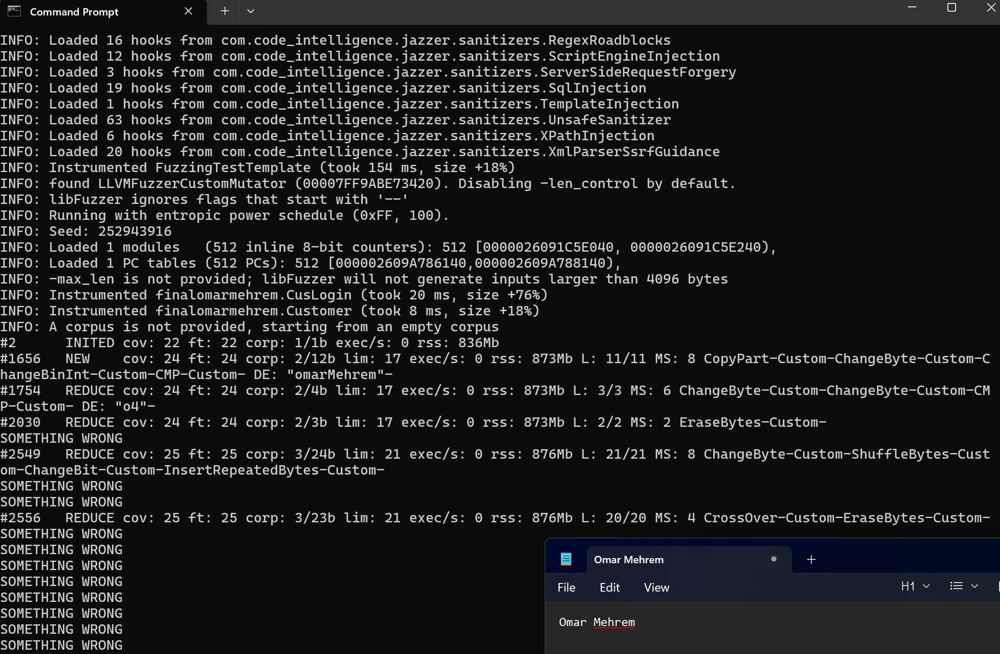 Command Prompt
INFO: Loaded 16 hooks from com.code_intelligence.jazzer.sanitizers.RegexRoadblocks
INFO: Loaded 12 hooks from com.code_intelligence.jazzer.sanitizers.ScriptEngineInjection
INFO: Loaded 3 hooks from com.code_intelligence.jazzer.sanitizers.ServerSideRequestForgery
INFO: Loaded 19 hooks from com.code_intelligence.jazzer.sanitizers.SqlInjection
INFO: Loaded 1 hooks from com.code_intelligence.jazzer.sanitizers.TemplateInjection
INFO: Loaded 63 hooks from com.code_intelligence.jazzer.sanitizers.UnsafeSanitizer
INFO: Loaded 6 hooks from com.code_intelligence.jazzer.sanitizers.XPathInjection
INFO: Loaded 20 hooks from com.code_intelligence.jazzer.sanitizers.XmlParserSsrfGuidance
INFO: Instrumented FuzzingTestTemplate (took 154 ms, size +18%)
INFO: found LLVMFuzzerCustomMutator (00007FF9ABE73420). Disabling -len_control by default.
INFO: libFuzzer ignores flags that start with '--'
INFO: Running with entropic power schedule (0xFF, 100).
INFO: Seed: 252943916
INFO: Loaded 1 modules   (512 inline 8-bit counters): 512 [0000026091C5E040, 0000026091C5E240),
INFO: Loaded 1 PC tables (512 PCs): 512 [000002609A786140,000002609A788140),
INFO: -max_len is not provided; libFuzzer will not generate inputs larger than 4096 bytes
INFO: Instrumented finalomarmehrem.CusLogin (took 20 ms, size +76%)
INFO: Instrumented finalomarmehrem.Customer (took 8 ms, size +18%)
INFO: A corpus is not provided, starting from an empty corpus
#2      INITED cov: 22 ft: 22 corp: 1/1b exec/s: 0 rss: 836Mb
#1656   NEW    cov: 24 ft: 24 corp: 2/12b lim: 17 exec/s: 0 rss: 873Mb L: 11/11 MS: 8 CopyPart-Custom-ChangeByte-Custom-C
hangeBinInt-Custom-CMP-Custom- DE: "omarMehrem"-
#1754   REDUCE cov: 24 ft: 24 corp: 2/4b lim: 17 exec/s: 0 rss: 873Mb L: 3/3 MS: 6 ChangeByte-Custom-ChangeByte-Custom-CM
P-Custom- DE: "o4"-
#2030   REDUCE cov: 24 ft: 24 corp: 2/3b lim: 17 exec/s: 0 rss: 873Mb L: 2/2 MS: 2 EraseBytes-Custom-
SOMETHING WRONG
#2549   REDUCE cov: 25 ft: 25 corp: 3/24b lim: 21 exec/s: 0 rss: 876Mb L: 21/21 MS: 8 ChangeByte-Custom-ShuffleBytes-Cust
om-ChangeBit-Custom-InsertRepeatedBytes-Custom-
SOMETHING WRONG
SOMETHING WRONG
#2556   REDUCE cov: 25 ft: 25 corp: 3/23b lim: 21 exec/s: 0 rss: 876Mb L: 20/20 MS: 4 CrossOver-Custom-EraseBytes-Custom-
SOMETHING WRONG
SOMETHING WRONG
SOMETHING WRONG
SOMETHING WRONG
SOMETHING WRONG
SOMETHING WRONG
SOMETHING WRONG
SOMETHING WRONG
Omar Mehrem
File Edit View H1
Omar Mehrem